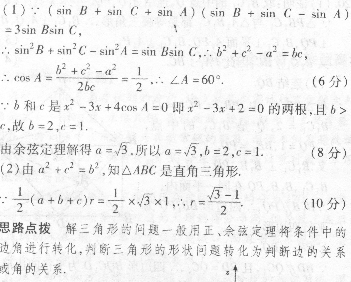 (1)∵ (sin B + sin C + sin A)(sin B + sin C − sin A)
=3sin Bsin C,
∴ sin²B + sin²C − sin²A = sin Bsin C,∴ b² + c² − a² = bc,
∴ cos A = (b² + c² − a²)/2bc = 1/2,∴ ∠A = 60°. (6 分)
∵ b 和 c 是 x² − 3x + 4cos A = 0 即 x² − 3x + 2 = 0 的两根,且 b >
c,故 b = 2,c = 1.
由余弦定理解得 a = √3,所以 a = √3,b = 2,c = 1. (8 分)
(2)由 a² + c² = b²,知△ABC 是直角三角形.
∵ 1/2(a + b + c)r = 1/2 × √3 × 1,∴ r = (√3 − 1)/2. (10 分)
思路点拨 解三角形的问题一般用正、余弦定理将条件中的
边角进行转化,判断三角形的形状问题转化为判断边的关系
或角的关系.